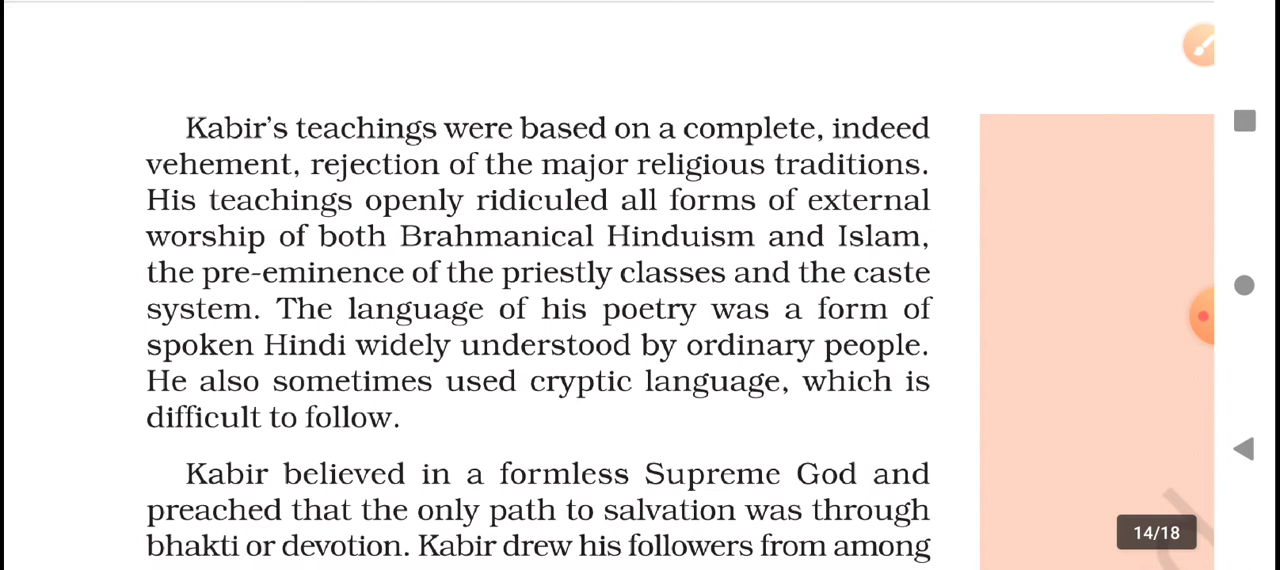 Kabir's teachings were based on a complete, indeed
vehement, rejection of the major religious traditions.
His teachings openly ridiculed all forms of external
worship of both Brahmanical Hinduism and Islam,
the pre-eminence of the priestly classes and the caste
system. The language of his poetry was a form of
spoken Hindi widely understood by ordinary people.
He also sometimes used cryptic language, which is
difficult to follow.
Kabir believed in a formless Supreme God and
preached that the only path to salvation was through
bhakti or devotion. Kabir drew his followers from among
14/18